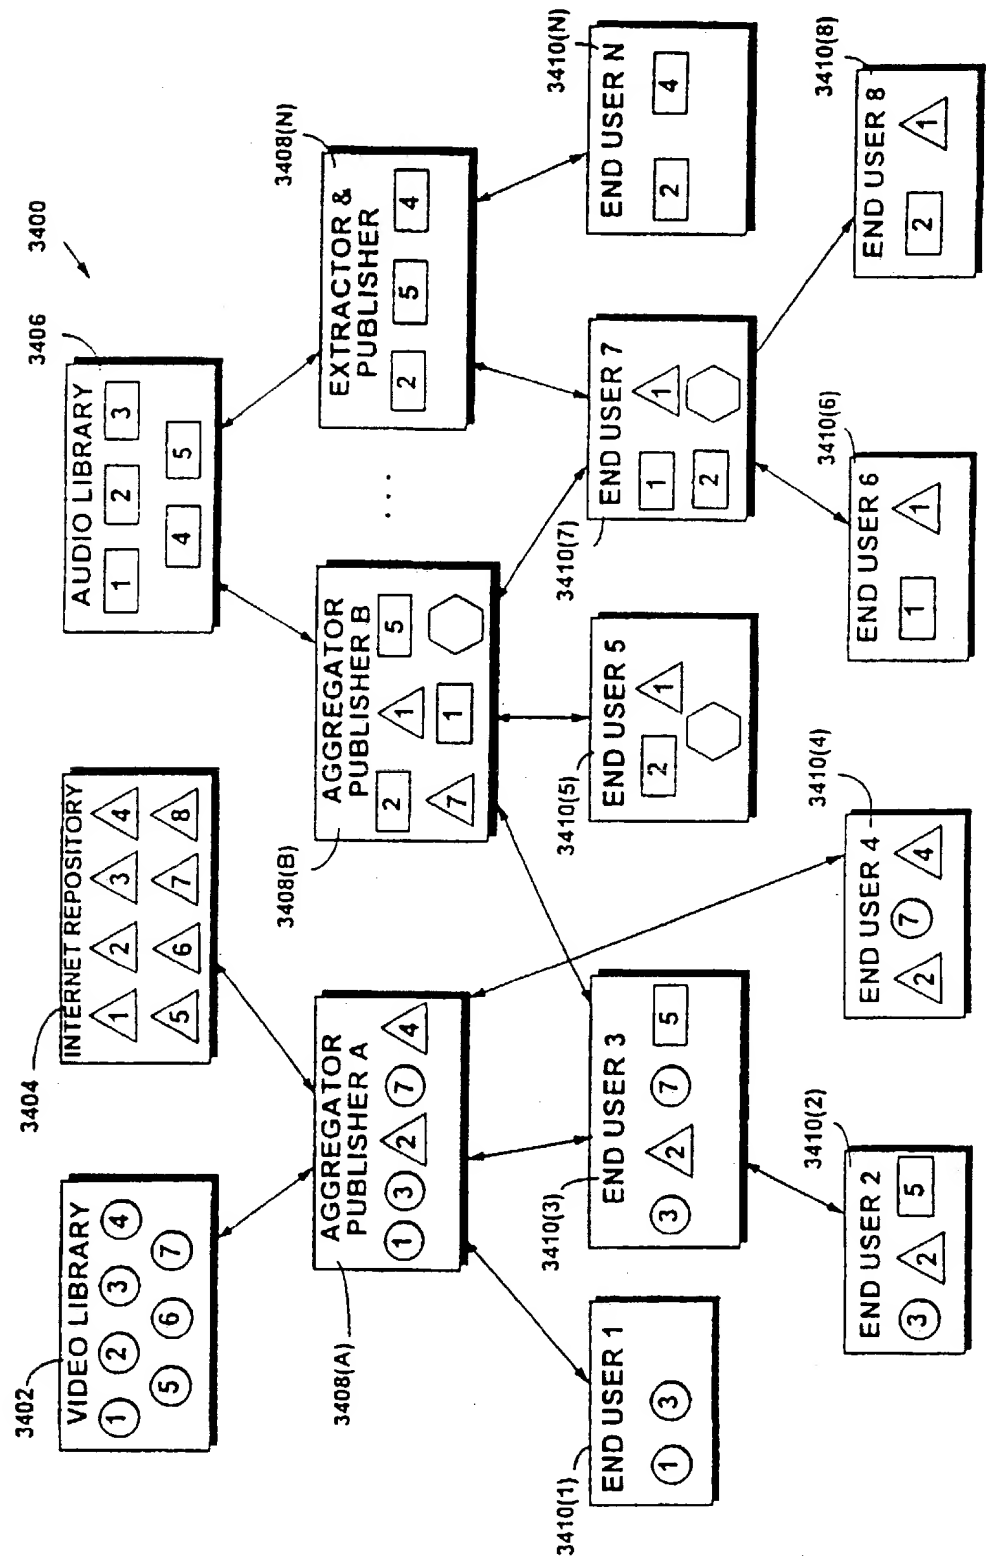 3400
3402
VIDEO LIBRARY
1 2 3 4
5 6 7
3404
INTERNET REPOSITORY
1 2 3 4
5 6 7 8
3406
AUDIO LIBRARY
1 2 3
4 5
3408(A)
AGGREGATOR
PUBLISHER A
1 3 2 7 4
3408(B)
AGGREGATOR
PUBLISHER B
2 1 5
7 1
. . .
3408(N)
EXTRACTOR &
PUBLISHER
2 5 4
3410(1)
END USER 1
1 3
3410(3)
END USER 3
3 2 7 5
3410(5)
END USER 5
2 1
3410(7)
END USER 7
1 1
2
3410(N)
END USER N
2 4
3410(2)
END USER 2
3 2 5
3410(4)
END USER 4
2 7 4
3410(6)
END USER 6
1 1
3410(8)
END USER 8
2 1